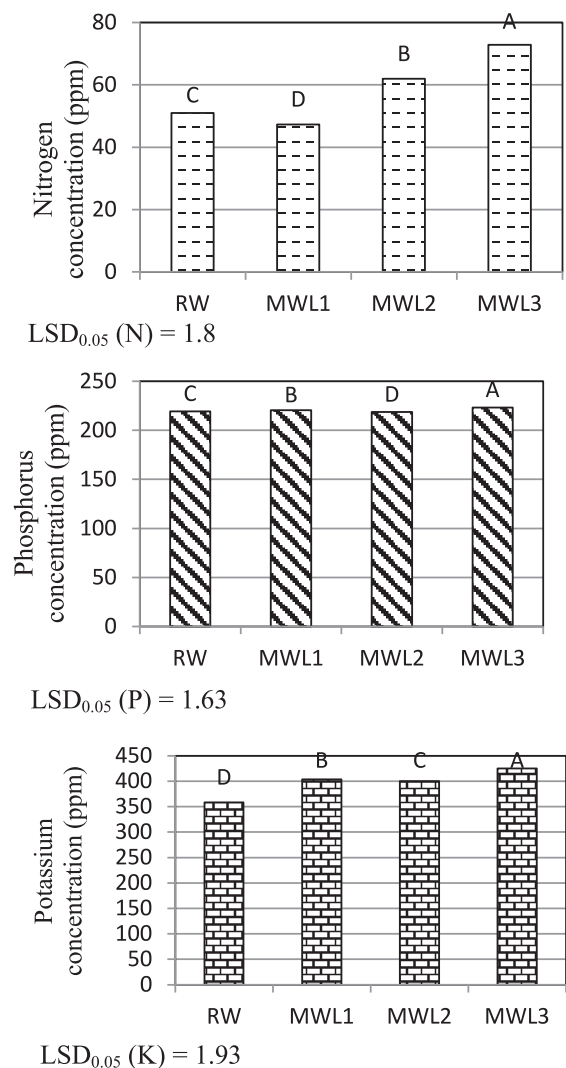 Nitrogen
concentration (ppm)
80
60
40
20
0
C
D
B
A
RW MWL1 MWL2 MWL3
LSD₀.₀₅ (N) = 1.8
Phosphorus
concentration (ppm)
250
200
150
100
50
0
C
B
D
A
RW MWL1 MWL2 MWL3
LSD₀.₀₅ (P) = 1.63
Potassium
concentration (ppm)
450
400
350
300
250
200
150
100
50
0
D
B
C
A
RW MWL1 MWL2 MWL3
LSD₀.₀₅ (K) = 1.93